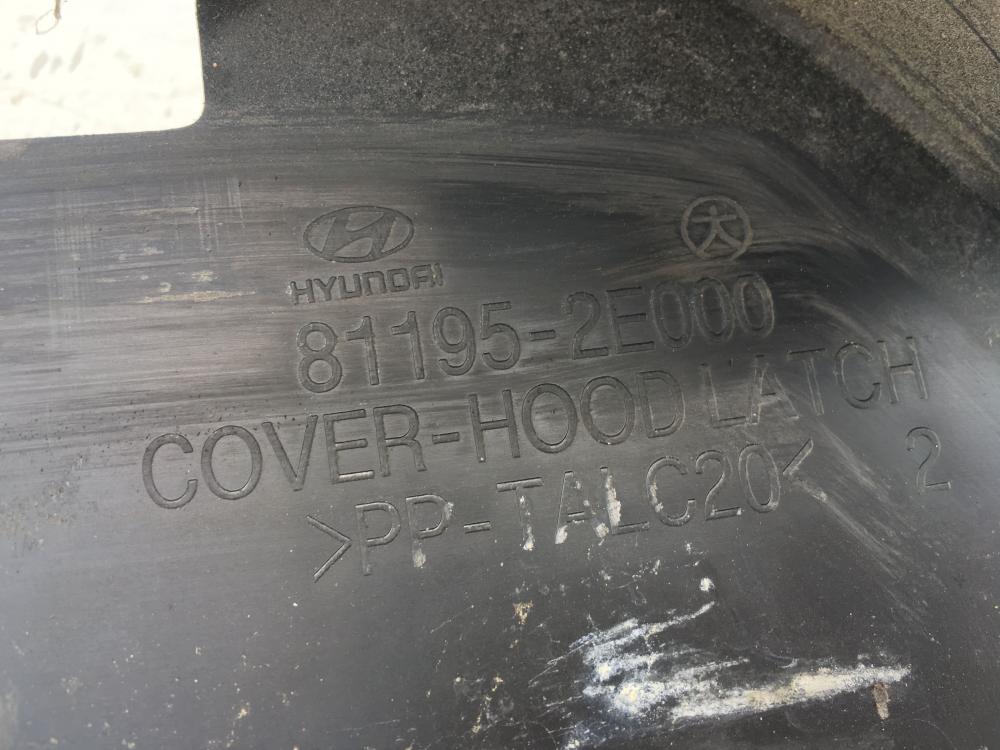 HYUNDAI
大
81195-2E000
COVER-HOOD LATCH
>PP-TALC20< 2